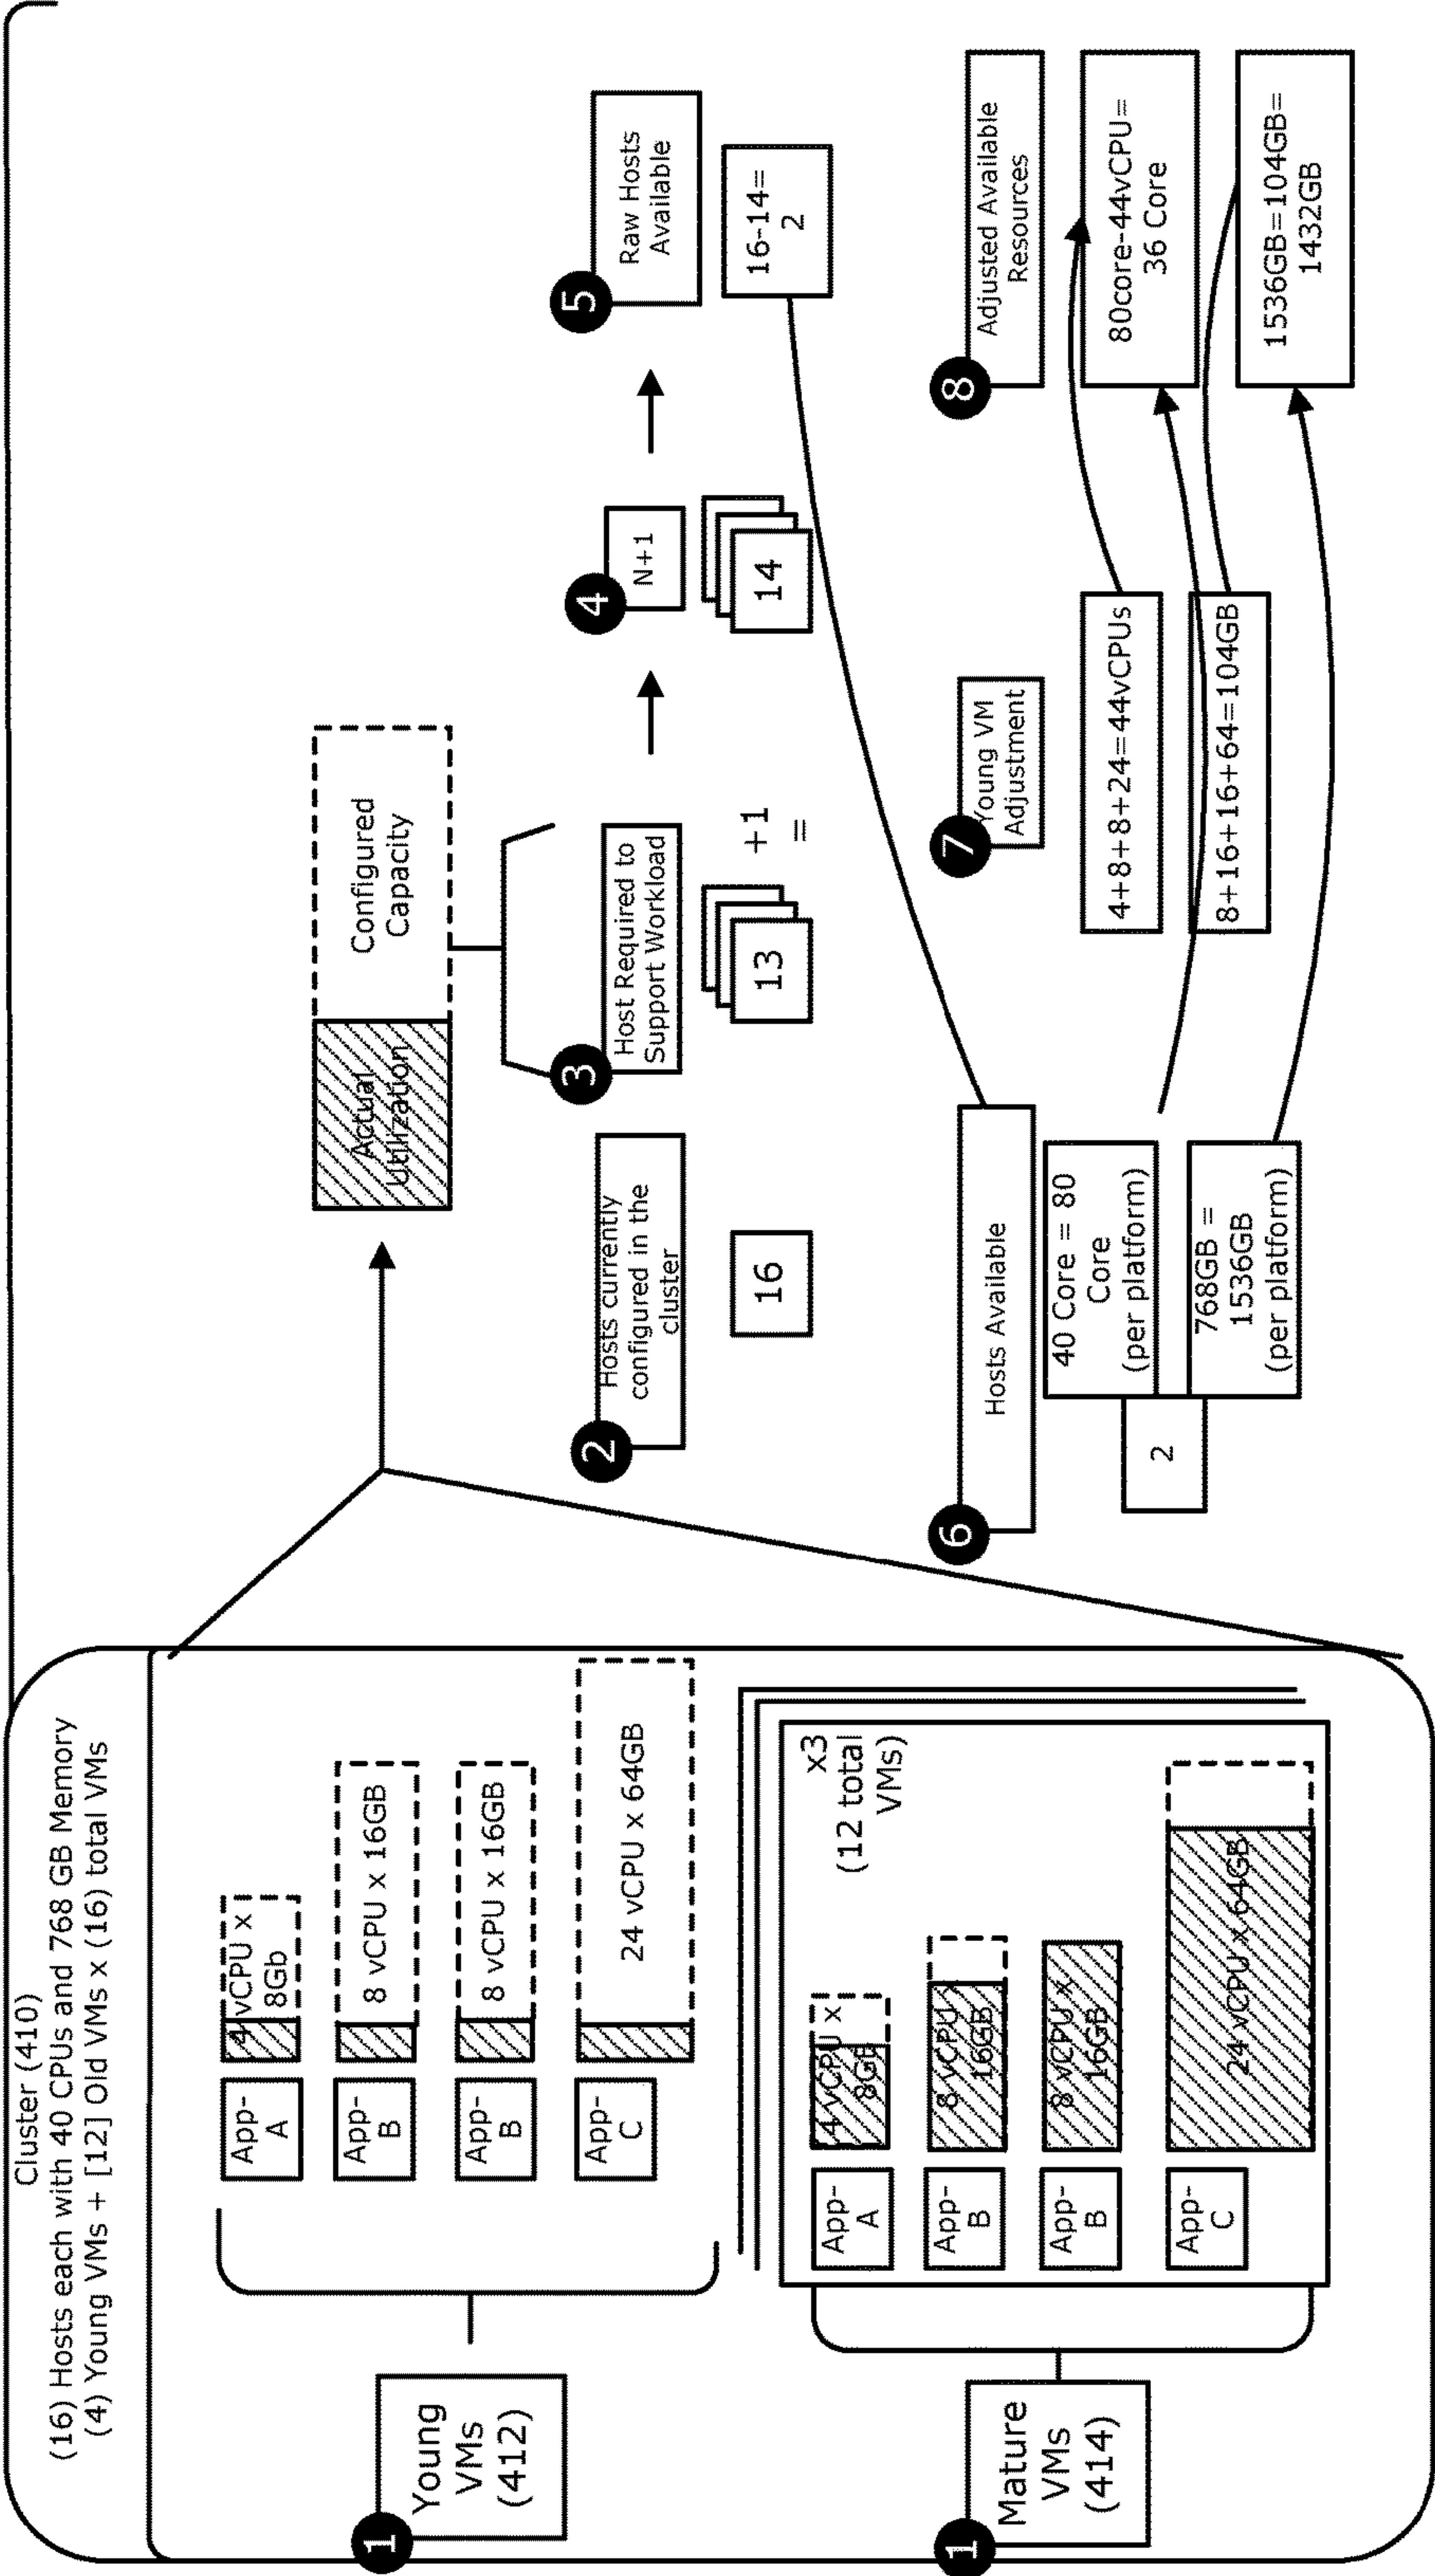 Cluster (410)
(16) Hosts each with 40 CPUs and 768 GB Memory
(4) Young VMs + [12] Old VMs x (16) total VMs
1
Young
VMs
(412)
App-
A
4 vCPU x
8Gb
App-
B
8 vCPU x 16GB
App-
B
8 vCPU x 16GB
App-
C
24 vCPU x 64GB
1
Mature
VMs
(414)
x3
(12 total
VMs)
App-
A
4 vCPU x
8GB
App-
B
8 vCPU x
16GB
App-
B
8 vCPU x
16GB
App-
C
24 vCPU x 64GB
Actual
Utilization
Configured
Capacity
2
Hosts currently
configured in the
cluster
16
3
Host Required to
Support Workload
13
+1
=
4
N+1
14
5
Raw Hosts
Available
16-14=
2
6
Hosts Available
2
40 Core = 80
Core
(per platform)
768GB =
1536GB
(per platform)
7
Young VM
Adjustment
4+8+8+24=44vCPUs
8+16+16+64=104GB
8
Adjusted Available
Resources
80core-44vCPU=
36 Core
1536GB=104GB=
1432GB